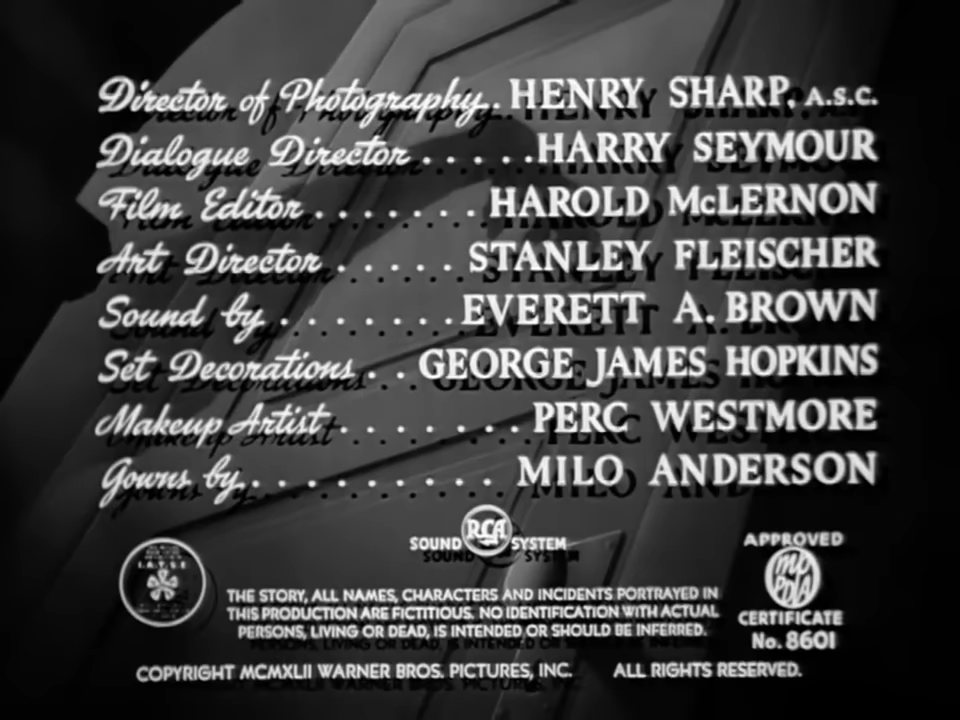 Director of Photography.. HENRY SHARP, A.S.C.
Dialogue Director......HARRY SEYMOUR
Film Editor....... HAROLD McLERNON
Art Director...... STANLEY FLEISCHER
Sound by........EVERETT A. BROWN
Set Decorations.. GEORGE JAMES HOPKINS
Makeup Artist........ PERC WESTMORE
Gowns by........... MILO ANDERSON
SOUND RCA SYSTEM
APPROVED
I.A.T.S.E
MPPDA
THE STORY, ALL NAMES, CHARACTERS AND INCIDENTS PORTRAYED IN
THIS PRODUCTION ARE FICTITIOUS. NO IDENTIFICATION WITH ACTUAL
PERSONS, LIVING OR DEAD, IS INTENDED OR SHOULD BE INFERRED.
CERTIFICATE
No. 8601
COPYRIGHT MCMXLII WARNER BROS. PICTURES, INC. ALL RIGHTS RESERVED.